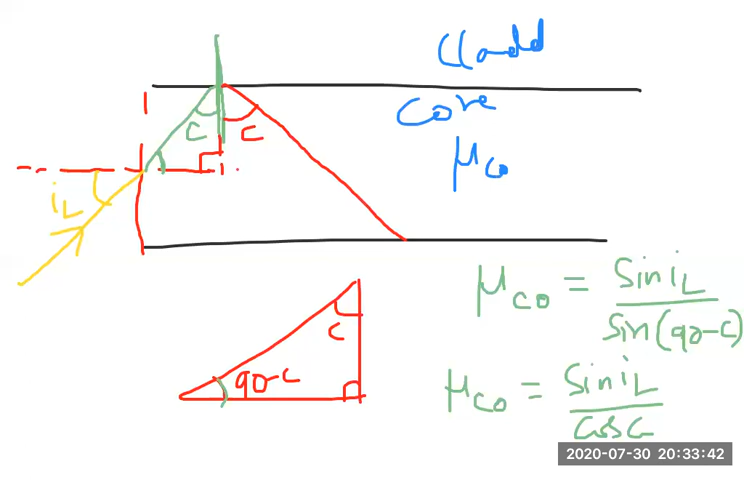 Cladd
Core
μco
C
C
iL
C
90-C
μco = Sin iL / Sin(90-C)
μco = Sin iL / Cos C
2020-07-30 20:33:42